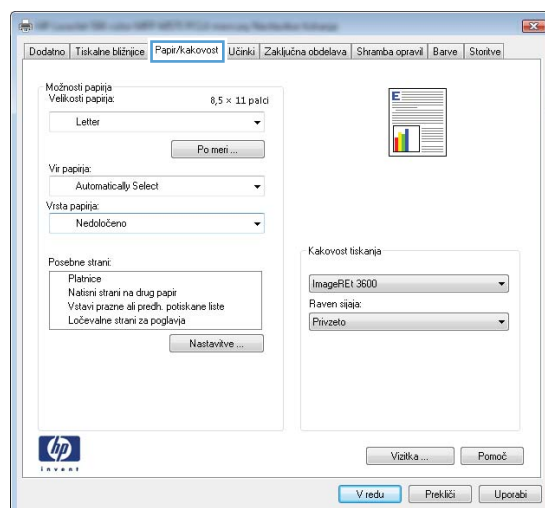 Dodatno Tiskalne bližnjice Papir/kakovost Učinki Zaključna obdelava Shramba opravil Barve Storitve
Možnosti papirja
Velikosti papirja: 8,5 × 11 palci
Letter
Po meri ...
Vir papirja:
Automatically Select
Vrsta papirja:
Nedoločeno
Posebne strani:
Platnice
Natisni strani na drug papir
Vstavi prazne ali predh. potiskane liste
Ločevalne strani za poglavja
Nastavitve ...
E
Kakovost tiskanja
ImageREt 3600
Raven sijaja:
Privzeto
hp
invent
Vizitka ... Pomoč
V redu Prekliči Uporabi